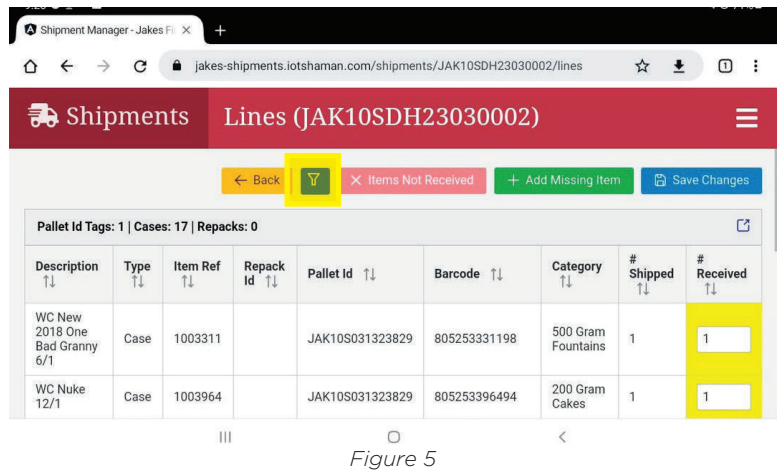 Shipment Manager - Jakes Fi
jakes-shipments.iotshaman.com/shipments/JAK10SDH23030002/lines
1
Shipments Lines (JAK10SDH23030002)
← Back X Items Not Received + Add Missing Item Save Changes
Pallet Id Tags: 1 | Cases: 17 | Repacks: 0
Description Type Item Ref Repack Id Pallet Id Barcode Category # Shipped # Received
WC New 2018 One Bad Granny 6/1 Case 1003311 JAK10S031323829 805253331198 500 Gram Fountains 1 1
WC Nuke 12/1 Case 1003964 JAK10S031323829 805253396494 200 Gram Cakes 1 1
Figure 5